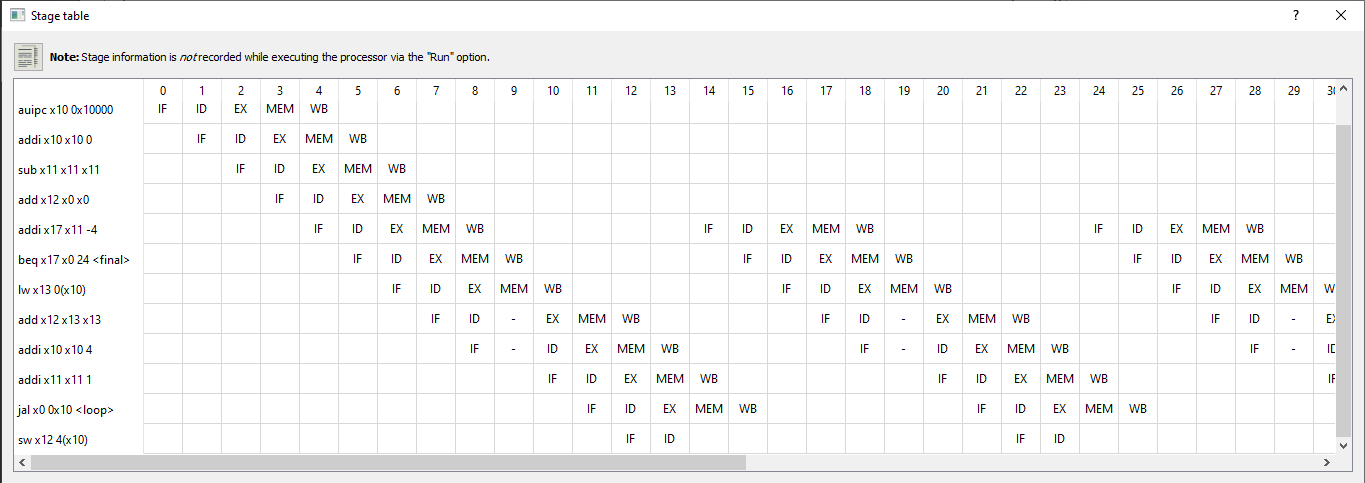 Stage table
Note: Stage information is not recorded while executing the processor via the "Run" option.
0 1 2 3 4 5 6 7 8 9 10 11 12 13 14 15 16 17 18 19 20 21 22 23 24 25 26 27 28 29 30
auipc x10 0x10000 IF ID EX MEM WB
addi x10 x10 0 IF ID EX MEM WB
sub x11 x11 x11 IF ID EX MEM WB
add x12 x0 x0 IF ID EX MEM WB
addi x17 x11 -4 IF ID EX MEM WB IF ID EX MEM WB IF ID EX MEM WB
beq x17 x0 24 <final> IF ID EX MEM WB IF ID EX MEM WB IF ID EX MEM WB
lw x13 0(x10) IF ID EX MEM WB IF ID EX MEM WB IF ID EX MEM W
add x12 x13 x13 IF ID - EX MEM WB IF ID - EX MEM WB IF ID - EX
addi x10 x10 4 IF - ID EX MEM WB IF - ID EX MEM WB IF - ID
addi x11 x11 1 IF ID EX MEM WB IF ID EX MEM WB IF
jal x0 0x10 <loop> IF ID EX MEM WB IF ID EX MEM WB
sw x12 4(x10) IF ID IF ID